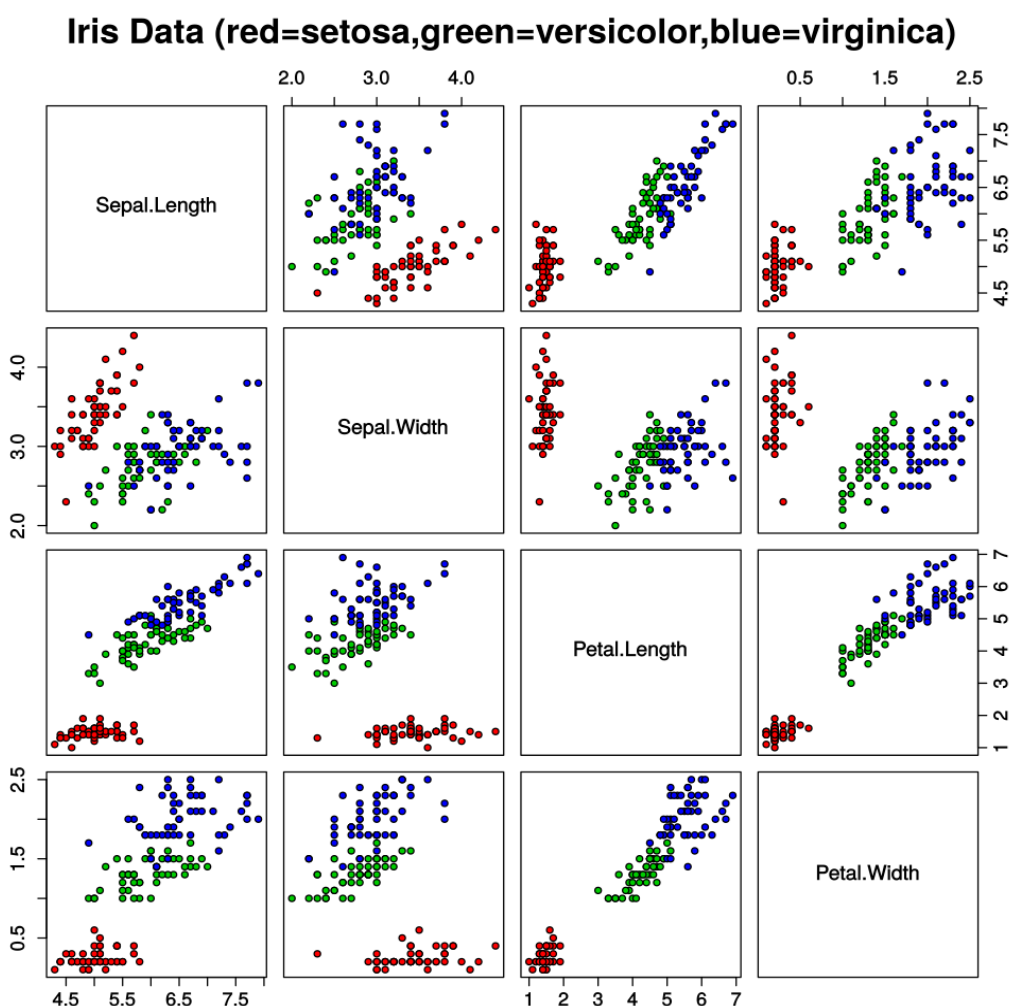 Iris Data (red=setosa,green=versicolor,blue=virginica)
2.0 3.0 4.0 0.5 1.5 2.5
Sepal.Length
4.5 5.5 6.5 7.5
2.0 3.0 4.0
Sepal.Width
Petal.Length
1 2 3 4 5 6 7
0.5 1.5 2.5
Petal.Width
4.5 5.5 6.5 7.5 1 2 3 4 5 6 7